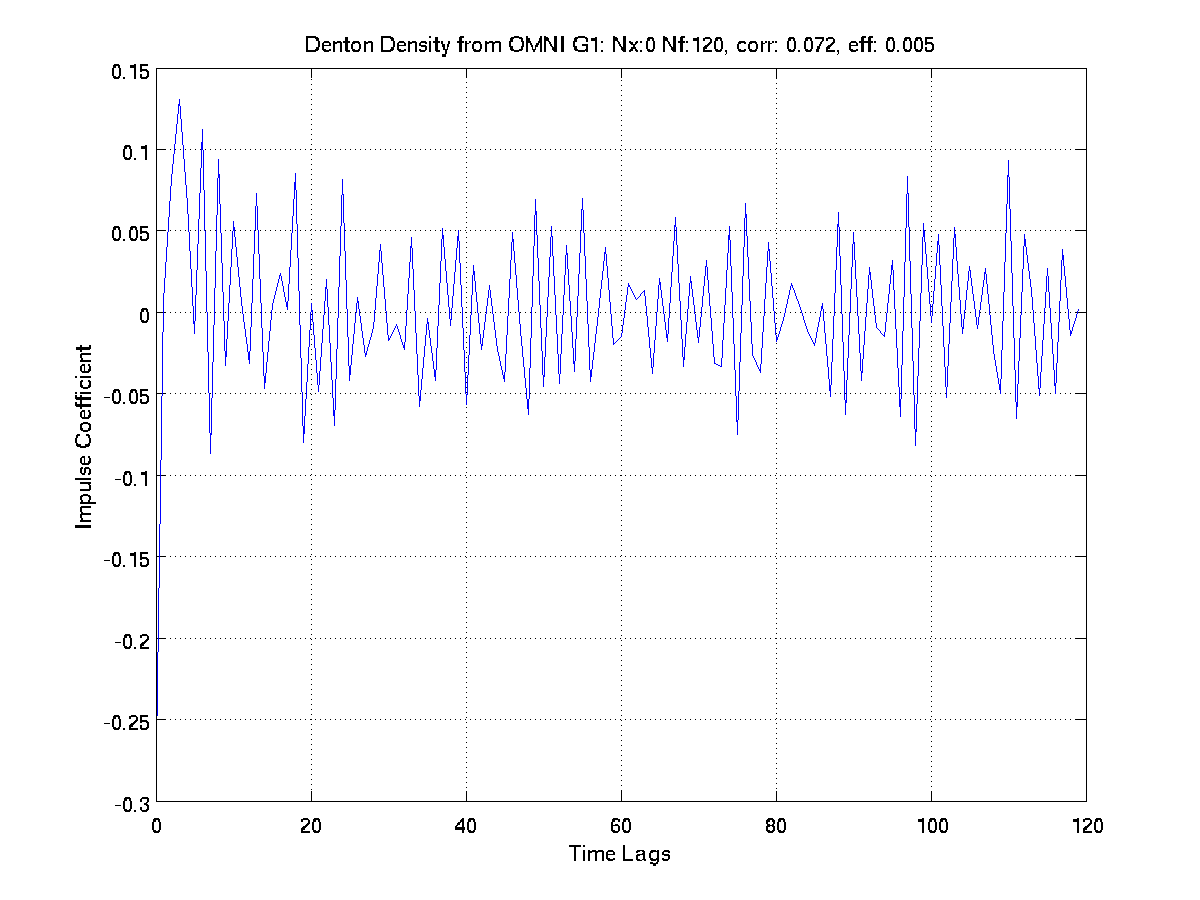 Denton Density from OMNI G1: Nx:0 Nf:120, corr: 0.072, eff: 0.005
0.15
0.1
0.05
0
-0.05
-0.1
-0.15
-0.2
-0.25
-0.3
Impulse Coefficient
0 20 40 60 80 100 120
Time Lags